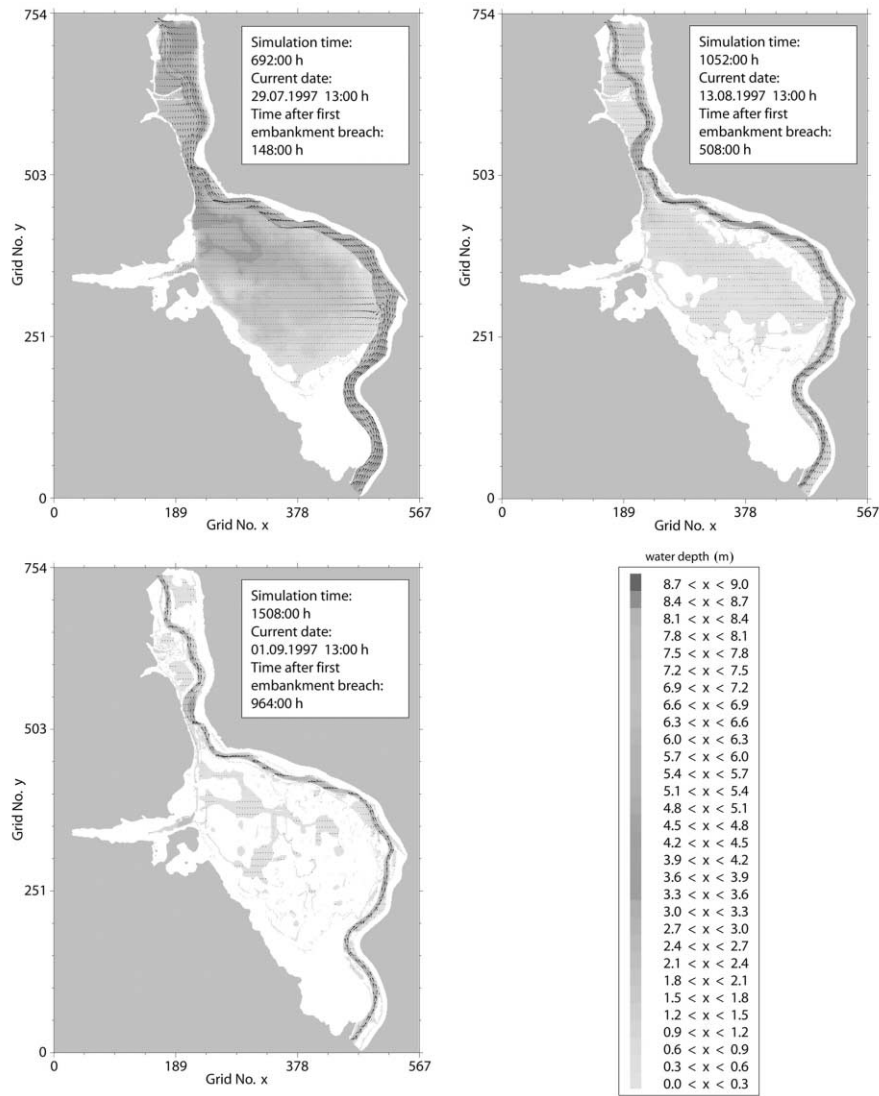 754
503
251
0
Grid No. y
0
189
378
567
Grid No. x
Simulation time:
692:00 h
Current date:
29.07.1997 13:00 h
Time after first
embankment breach:
148:00 h
754
503
251
0
Grid No. y
0
189
378
567
Grid No. x
Simulation time:
1052:00 h
Current date:
13.08.1997 13:00 h
Time after first
embankment breach:
508:00 h
754
503
251
0
Grid No. y
0
189
378
567
Grid No. x
Simulation time:
1508:00 h
Current date:
01.09.1997 13:00 h
Time after first
embankment breach:
964:00 h
water depth (m)
8.7 < x < 9.0
8.4 < x < 8.7
8.1 < x < 8.4
7.8 < x < 8.1
7.5 < x < 7.8
7.2 < x < 7.5
6.9 < x < 7.2
6.6 < x < 6.9
6.3 < x < 6.6
6.0 < x < 6.3
5.7 < x < 6.0
5.4 < x < 5.7
5.1 < x < 5.4
4.8 < x < 5.1
4.5 < x < 4.8
4.2 < x < 4.5
3.9 < x < 4.2
3.6 < x < 3.9
3.3 < x < 3.6
3.0 < x < 3.3
2.7 < x < 3.0
2.4 < x < 2.7
2.1 < x < 2.4
1.8 < x < 2.1
1.5 < x < 1.8
1.2 < x < 1.5
0.9 < x < 1.2
0.6 < x < 0.9
0.3 < x < 0.6
0.0 < x < 0.3